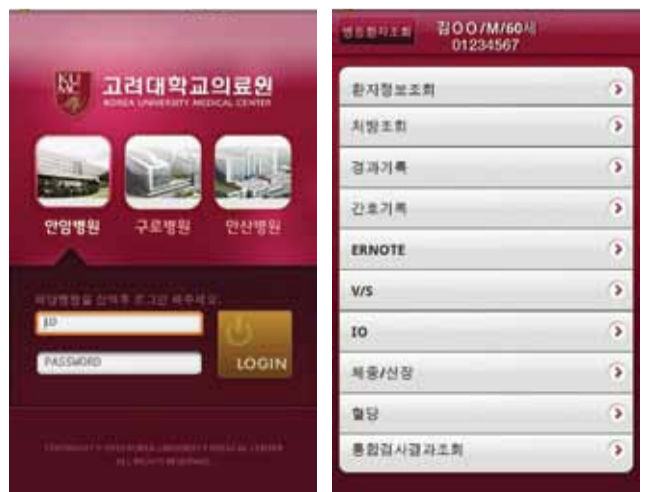 고려대학교의료원
KOREA UNIVERSITY MEDICAL CENTER
안암병원 구로병원 안산병원
해당병원을 선택후 로그인 해주세요.
PASSWORD
LOGIN
ALL RIGHTS RESERVED.
병동환자조회
김OO/M/60세
01234567
환자정보조회
처방조회
경과기록
간호기록
ERNOTE
V/S
IO
체중/신장
혈당
통합검사결과조회